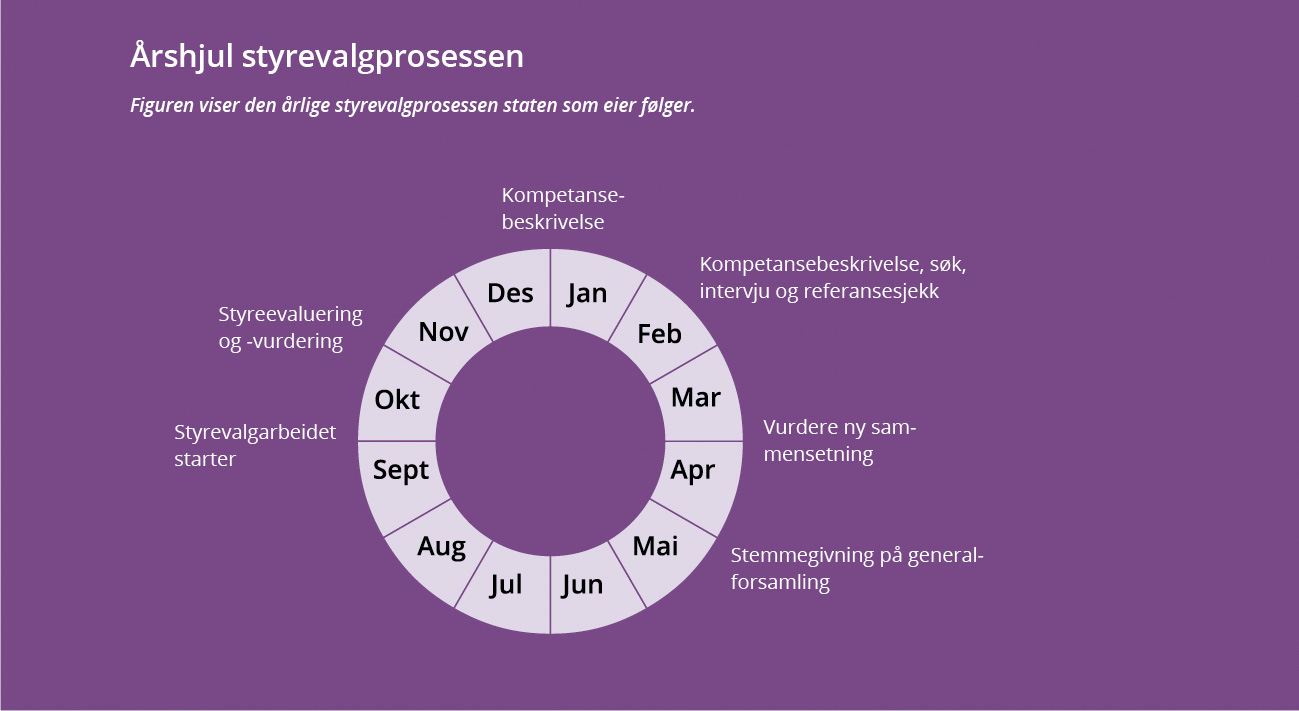 Årshjul styrevalgprosessen
Figuren viser den årlige styrevalgprosessen staten som eier følger.
Kompetanse-
beskrivelse
Kompetansebeskrivelse, søk,
intervju og referansesjekk
Styreevaluering
og -vurdering
Styrevalgarbeidet
starter
Vurdere ny sam-
mensetning
Stemmegivning på general-
forsamling
Jan
Feb
Mar
Apr
Mai
Jun
Jul
Aug
Sept
Okt
Nov
Des